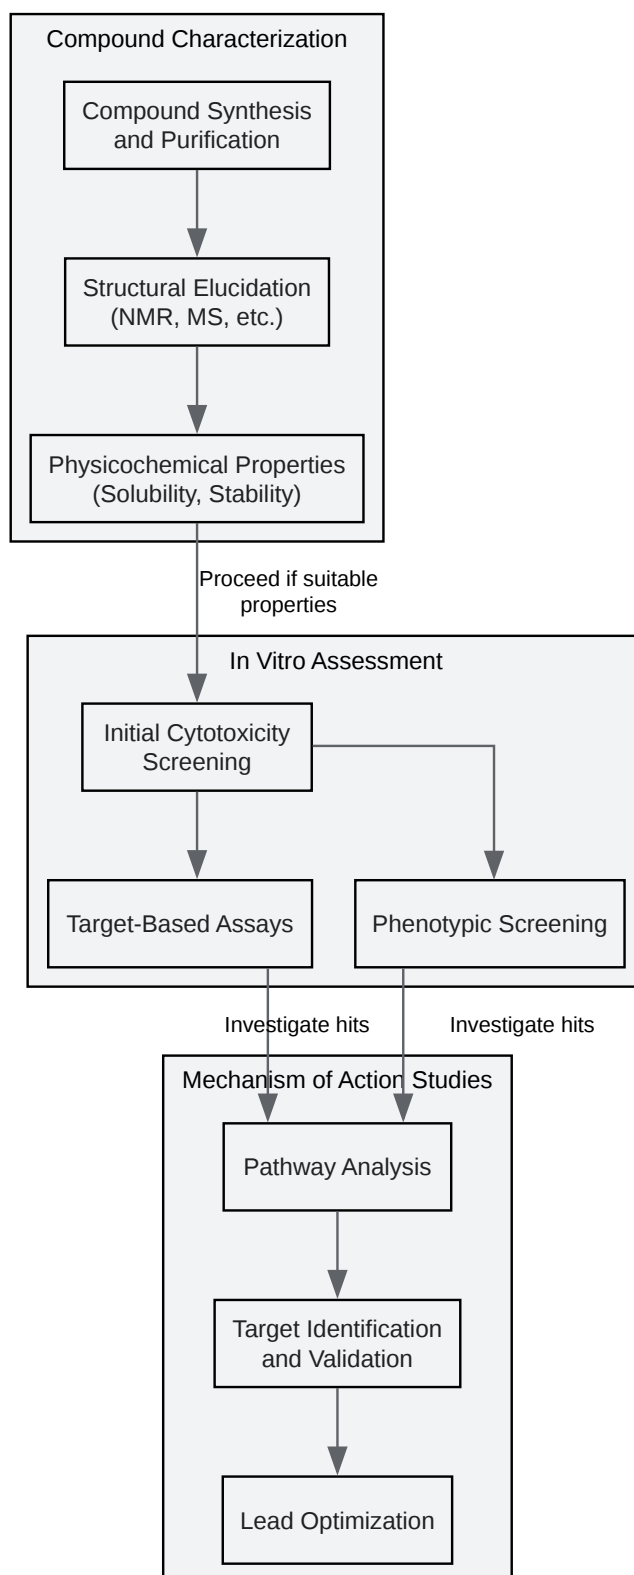 Compound Characterization
Compound Synthesis
and Purification
Structural Elucidation
(NMR, MS, etc.)
Physicochemical Properties
(Solubility, Stability)
Proceed if suitable
properties
In Vitro Assessment
Initial Cytotoxicity
Screening
Target-Based Assays
Phenotypic Screening
Investigate hits
Investigate hits
Mechanism of Action Studies
Pathway Analysis
Target Identification
and Validation
Lead Optimization